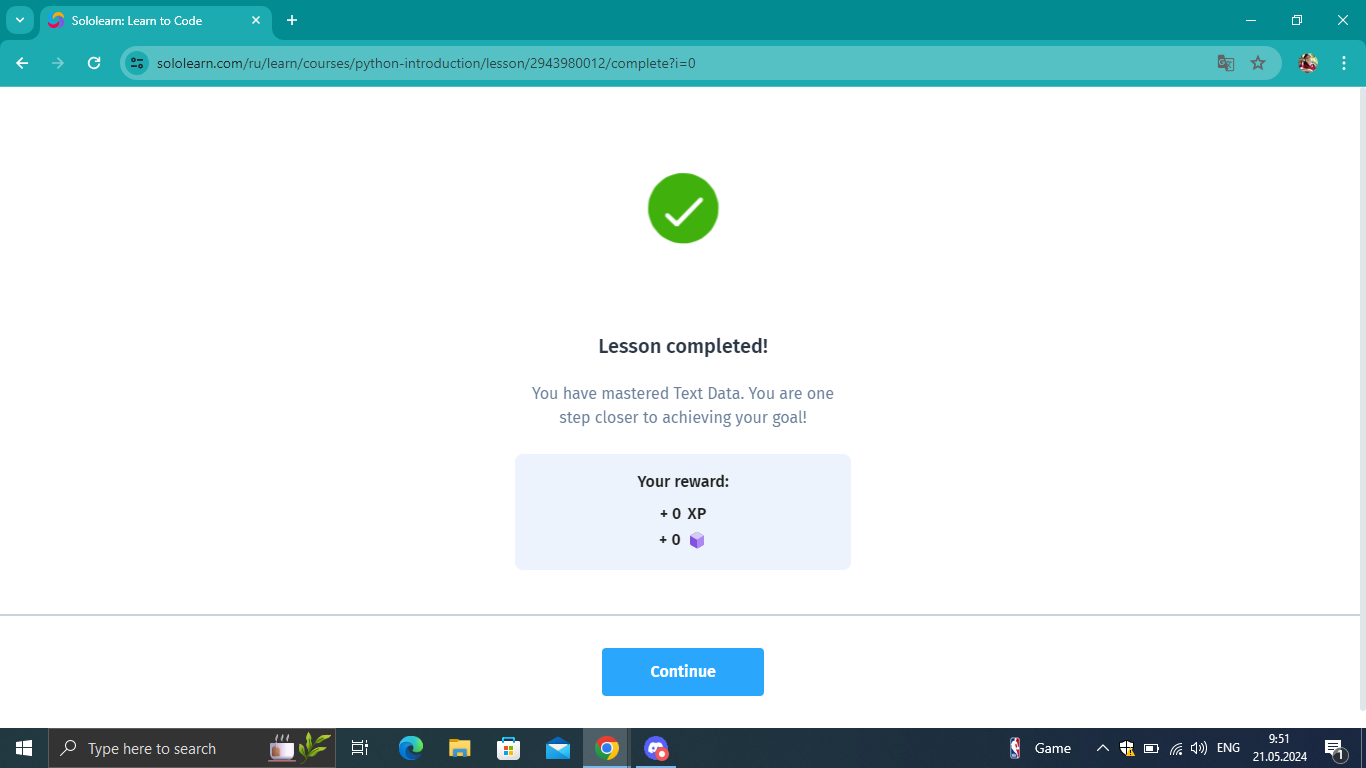 Sololearn: Learn to Code
sololearn.com/ru/learn/courses/python-introduction/lesson/2943980012/complete?i=0
Lesson completed!
You have mastered Text Data. You are one
step closer to achieving your goal!
Your reward:
+ 0 XP
+ 0
Continue
Type here to search
Game
ENG
9:51
21.05.2024
1